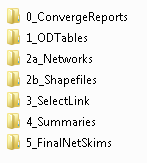 0_ConvergeReports
1_ODTables
2a_Networks
2b_Shapefiles
3_SelectLink
4_Summaries
5_FinalNetSkims